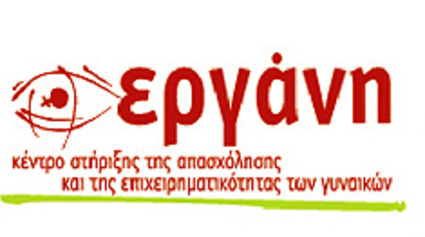 εργάνη
κέντρο στήριξης της απασχόλησης
και της επιχειρηματικότητας των γυναικών